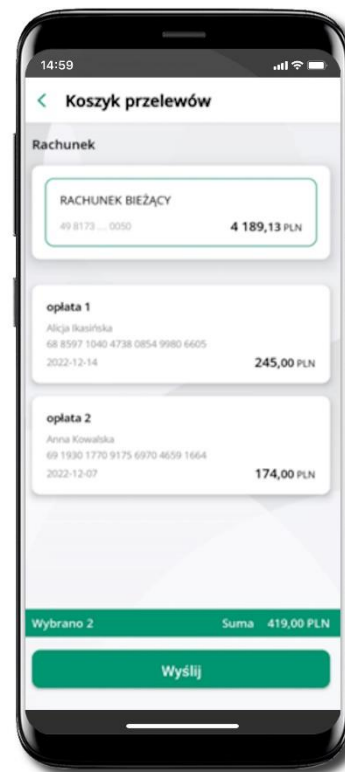 14:59
Koszyk przelewów
Rachunek
RACHUNEK BIEŻĄCY
49 8173 ... 0050 4 189,13 PLN
opłata 1
Alicja Ikasińska
68 8597 1040 4738 0854 9980 6605
2022-12-14 245,00 PLN
opłata 2
Anna Kowalska
69 1930 1770 9175 6970 4659 1664
2022-12-07 174,00 PLN
Wybrano 2 Suma 419,00 PLN
Wyślij